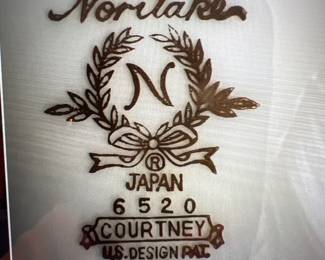 Noritake
N
®
JAPAN
6520
COURTNEY
U.S. DESIGN PAT.